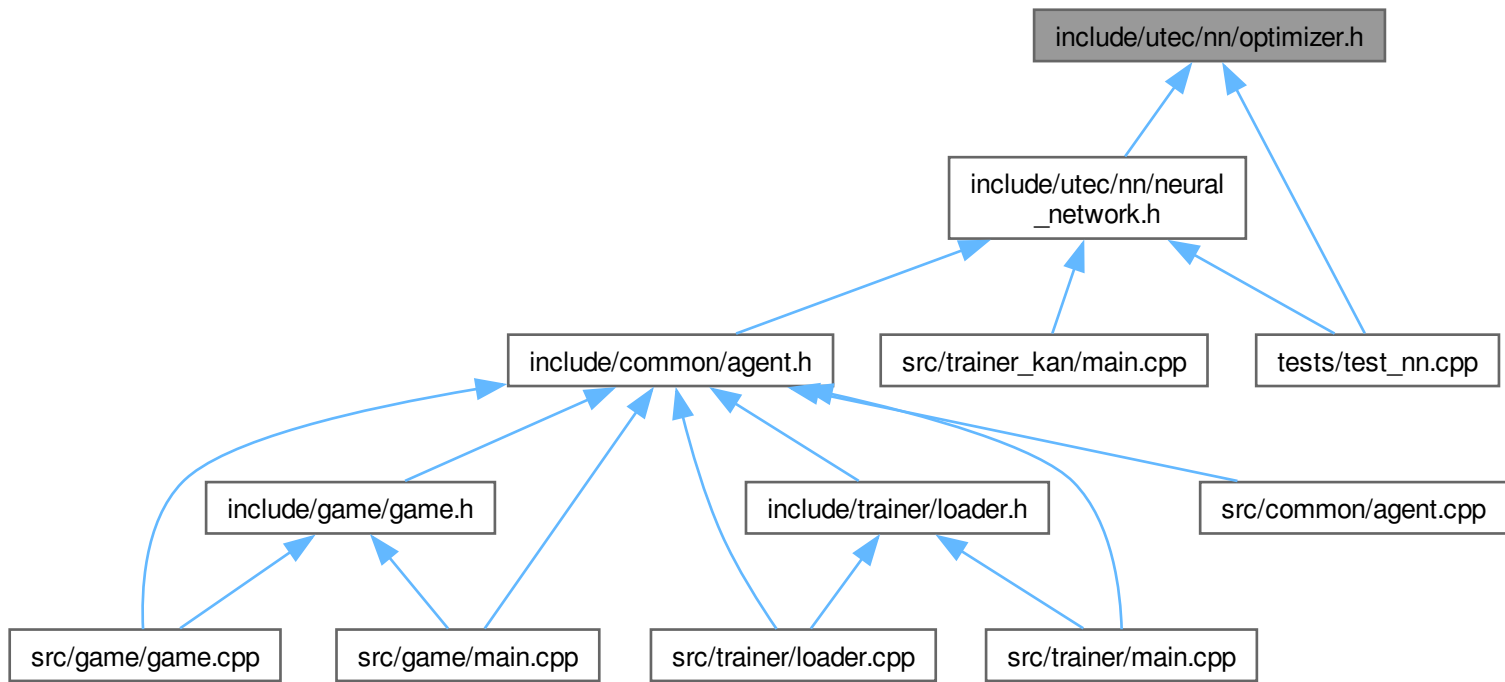 include/utec/nn/optimizer.h
include/utec/nn/neural
_network.h
include/common/agent.h
src/trainer_kan/main.cpp
tests/test_nn.cpp
include/game/game.h
include/trainer/loader.h
src/common/agent.cpp
src/game/game.cpp
src/game/main.cpp
src/trainer/loader.cpp
src/trainer/main.cpp